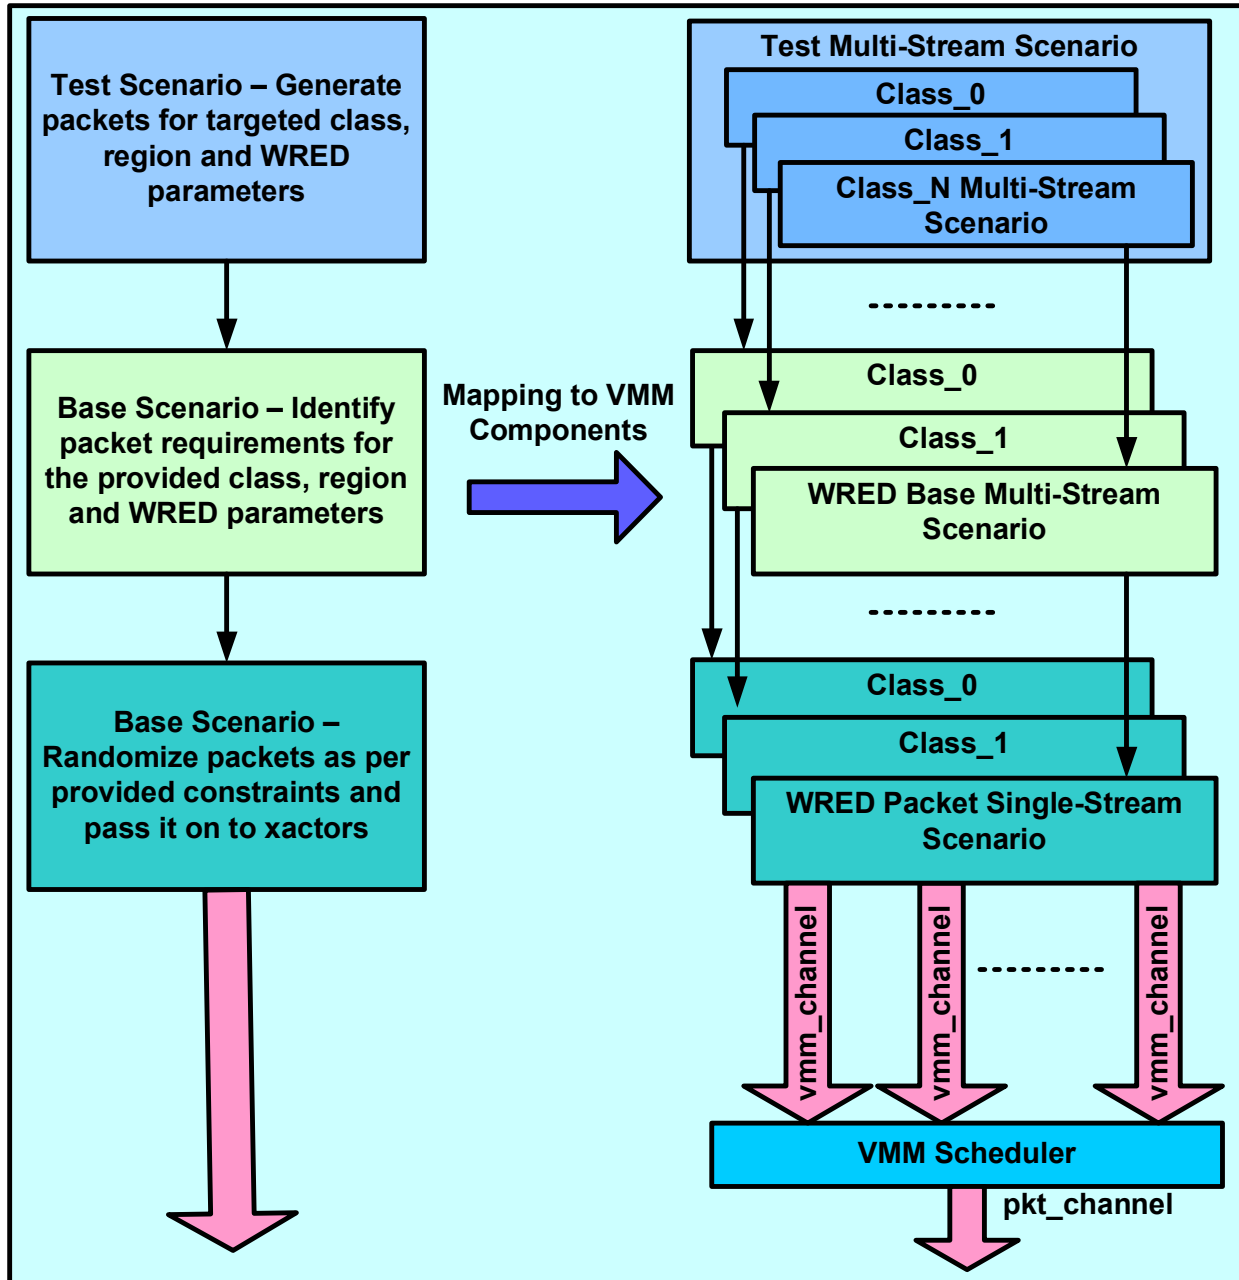 Test Scenario – Generate
packets for targeted class,
region and WRED
parameters
Base Scenario – Identify
packet requirements for
the provided class, region
and WRED parameters
Base Scenario –
Randomize packets as per
provided constraints and
pass it on to xactors
Mapping to VMM
Components
Test Multi-Stream Scenario
Class_0
Class_1
Class_N Multi-Stream
Scenario
Class_0
Class_1
WRED Base Multi-Stream
Scenario
Class_0
Class_1
WRED Packet Single-Stream
Scenario
vmm_channel
vmm_channel
vmm_channel
VMM Scheduler
pkt_channel